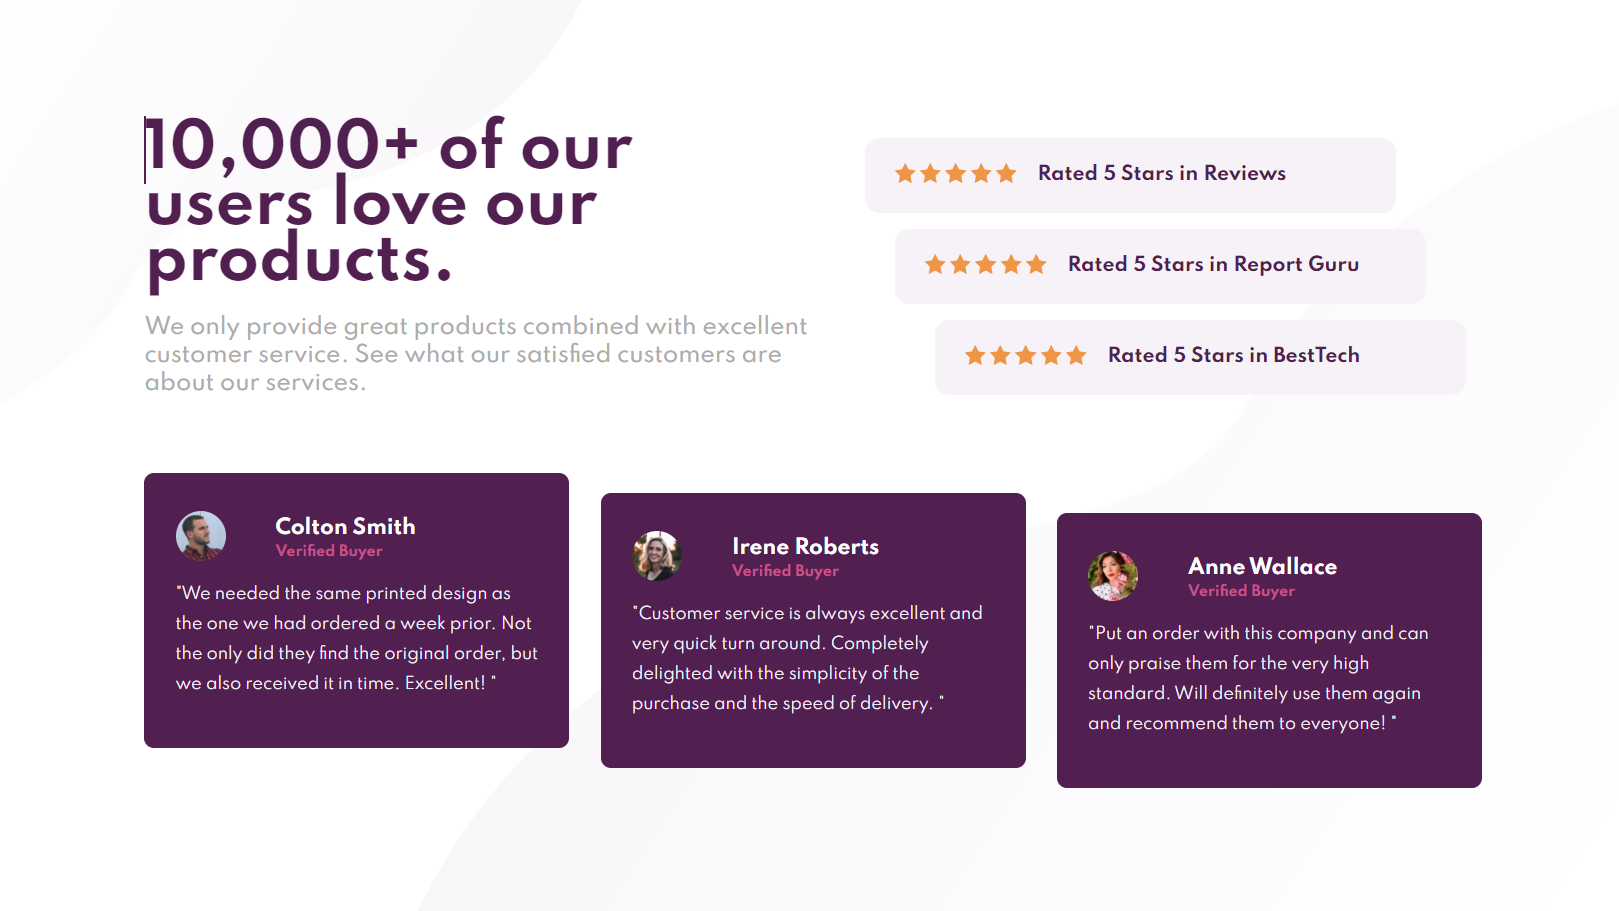 10,000+ of our
users love our
products.
We only provide great products combined with excellent
customer service. See what our satisfied customers are
about our services.
Rated 5 Stars in Reviews
Rated 5 Stars in Report Guru
Rated 5 Stars in BestTech
Colton Smith
Verified Buyer
"We needed the same printed design as
the one we had ordered a week prior. Not
the only did they find the original order, but
we also received it in time. Excellent! "
Irene Roberts
Verified Buyer
"Customer service is always excellent and
very quick turn around. Completely
delighted with the simplicity of the
purchase and the speed of delivery. "
Anne Wallace
Verified Buyer
"Put an order with this company and can
only praise them for the very high
standard. Will definitely use them again
and recommend them to everyone! "